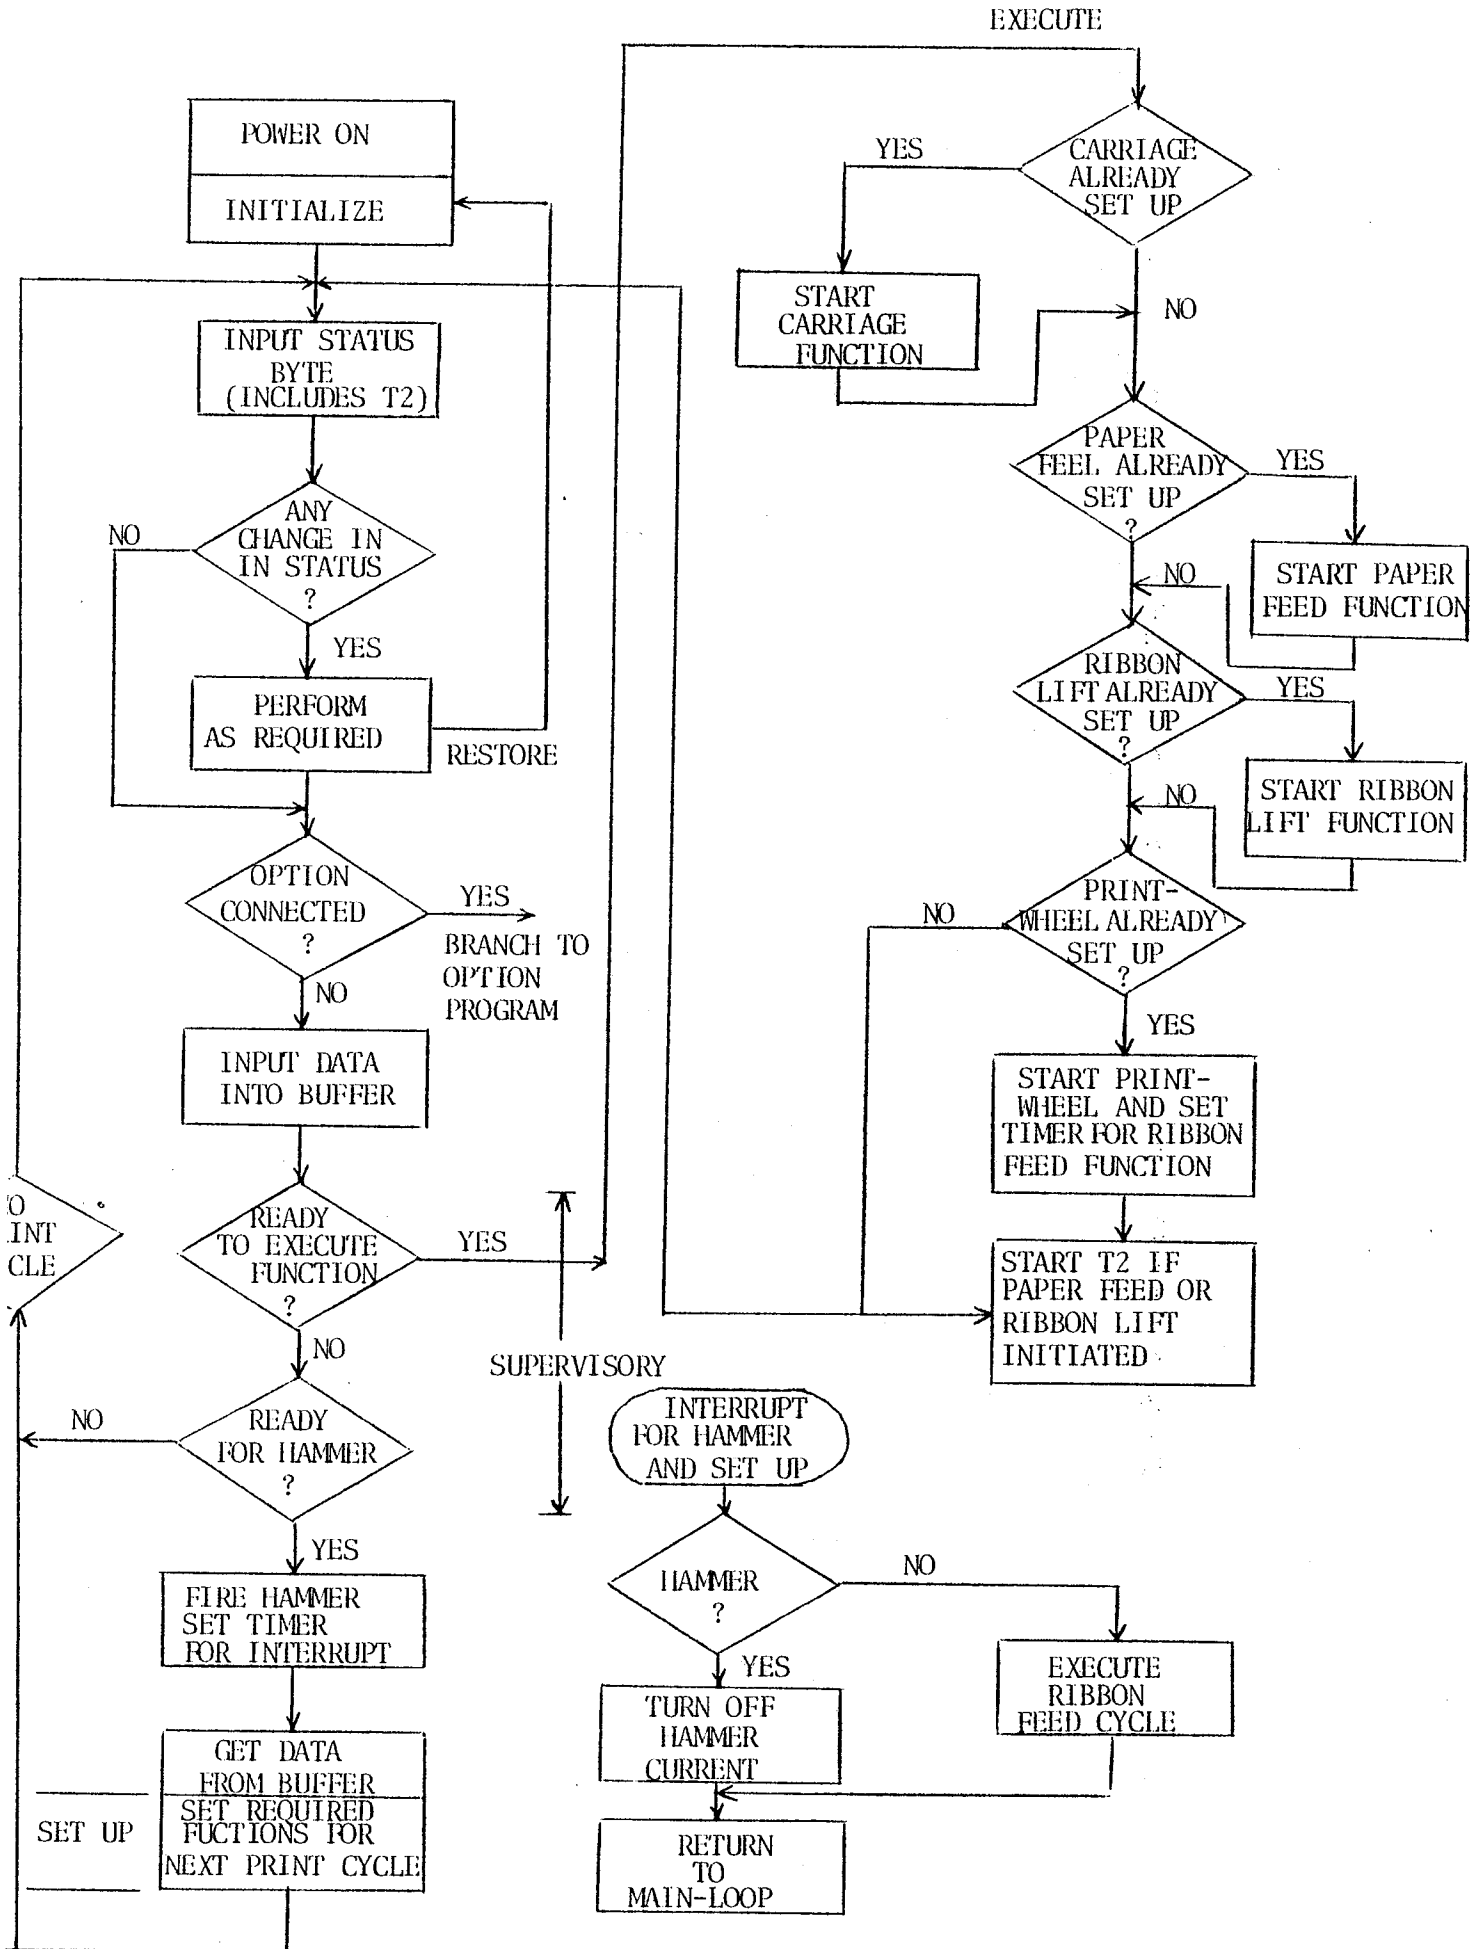 EXECUTE
POWER ON
INITIALIZE
INPUT STATUS
BYTE
(INCLUDES T2)
ANY
CHANGE IN
IN STATUS
?
NO
YES
PERFORM
AS REQUIRED
RESTORE
OPTION
CONNECTED
?
YES
BRANCH TO
OPTION
PROGRAM
NO
INPUT DATA
INTO BUFFER
READY
TO EXECUTE
FUNCTION
?
YES
NO
SUPERVISORY
READY
FOR HAMMER
?
NO
YES
FIRE HAMMER
SET TIMER
FOR INTERRUPT
GET DATA
FROM BUFFER
SET REQUIRED
FUCTIONS FOR
NEXT PRINT CYCLE
SET UP
CARRIAGE
ALREADY
SET UP
YES
START
CARRIAGE
FUNCTION
NO
PAPER
FEEL ALREADY
SET UP
?
YES
START PAPER
FEED FUNCTION
NO
RIBBON
LIFT ALREADY
SET UP
?
YES
START RIBBON
LIFT FUNCTION
NO
PRINT-
WHEEL ALREADY
SET UP
?
NO
YES
START PRINT-
WHEEL AND SET
TIMER FOR RIBBON
FEED FUNCTION
START T2 IF
PAPER FEED OR
RIBBON LIFT
INITIATED
INTERRUPT
FOR HAMMER
AND SET UP
HAMMER
?
NO
YES
EXECUTE
RIBBON
FEED CYCLE
TURN OFF
HAMMER
CURRENT
RETURN
TO
MAIN-LOOP